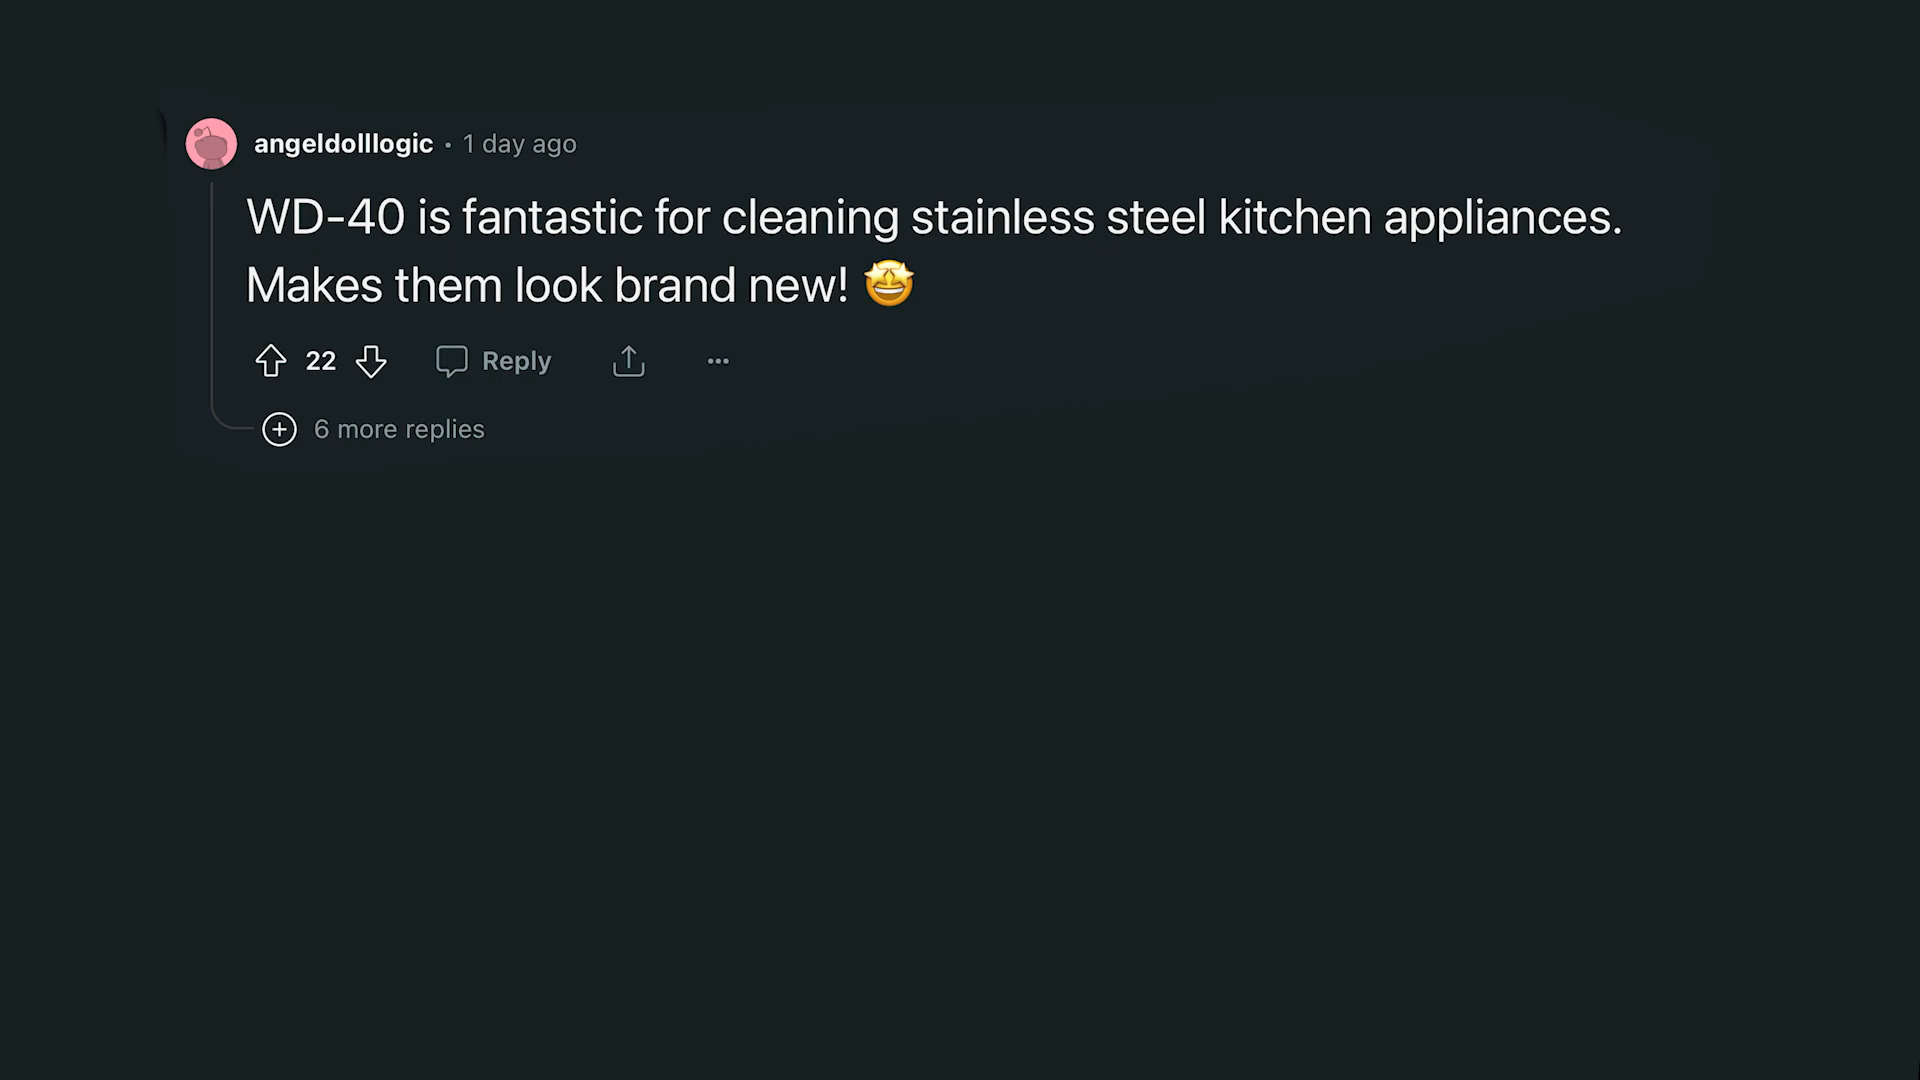 angeldolllogic • 1 day ago
WD-40 is fantastic for cleaning stainless steel kitchen appliances.
Makes them look brand new! 🤩
22 Reply ...
6 more replies